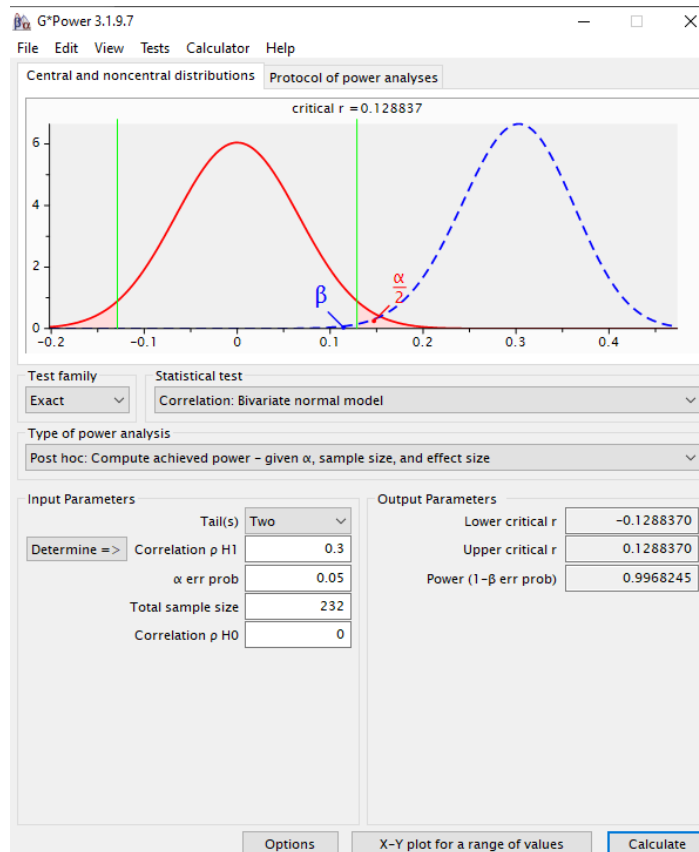 G*Power 3.1.9.7
File Edit View Tests Calculator Help
Central and noncentral distributions Protocol of power analyses
critical r = 0.128837
6
4
2
0
β
α
2
-0.2 -0.1 0 0.1 0.2 0.3 0.4
Test family Statistical test
Exact Correlation: Bivariate normal model
Type of power analysis
Post hoc: Compute achieved power – given α, sample size, and effect size
Input Parameters Output Parameters
Tail(s) Two Lower critical r -0.1288370
Determine => Correlation ρ H1 0.3 Upper critical r 0.1288370
α err prob 0.05 Power (1-β err prob) 0.9968245
Total sample size 232
Correlation ρ H0 0
Options X-Y plot for a range of values Calculate